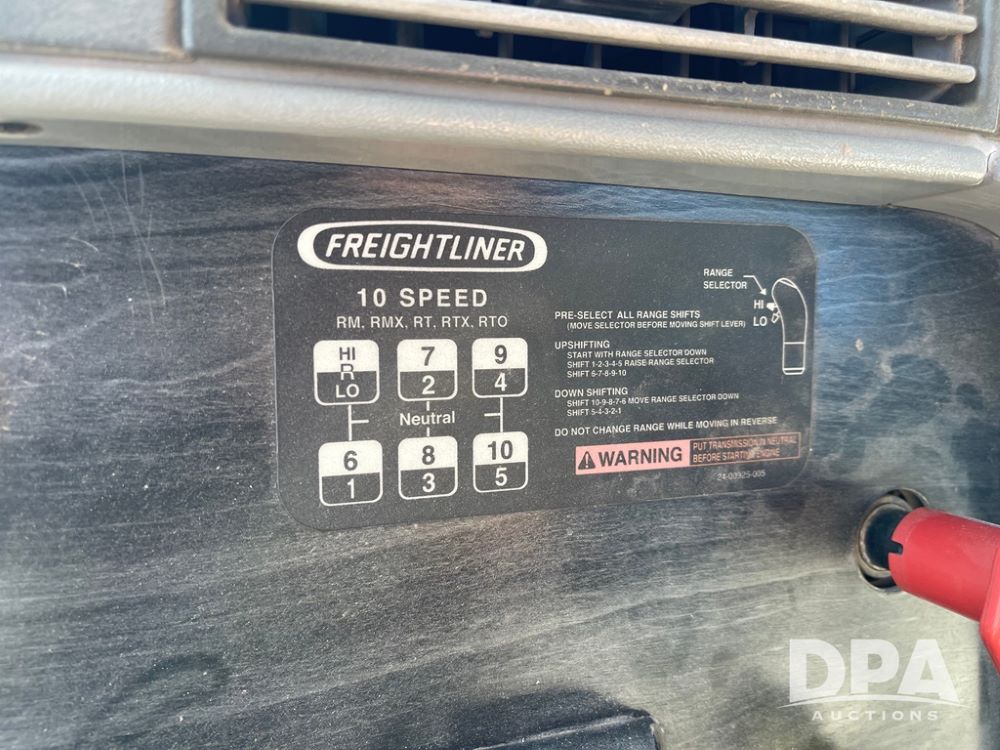 FREIGHTLINER
10 SPEED
RM, RMX, RT, RTX, RTO
HI
R
LO
7
2
9
4
Neutral
6
1
8
3
10
5
RANGE
SELECTOR
HI
LO
PRE-SELECT ALL RANGE SHIFTS
(MOVE SELECTOR BEFORE MOVING SHIFT LEVER)
UPSHIFTING
START WITH RANGE SELECTOR DOWN
SHIFT 1-2-3-4-5 RAISE RANGE SELECTOR
SHIFT 6-7-8-9-10
DOWN SHIFTING
SHIFT 10-9-8-7-6 MOVE RANGE SELECTOR DOWN
SHIFT 5-4-3-2-1
DO NOT CHANGE RANGE WHILE MOVING IN REVERSE
WARNING
PUT TRANSMISSION IN NEUTRAL
BEFORE STARTING ENGINE
24-00925-005
DPA
AUCTIONS